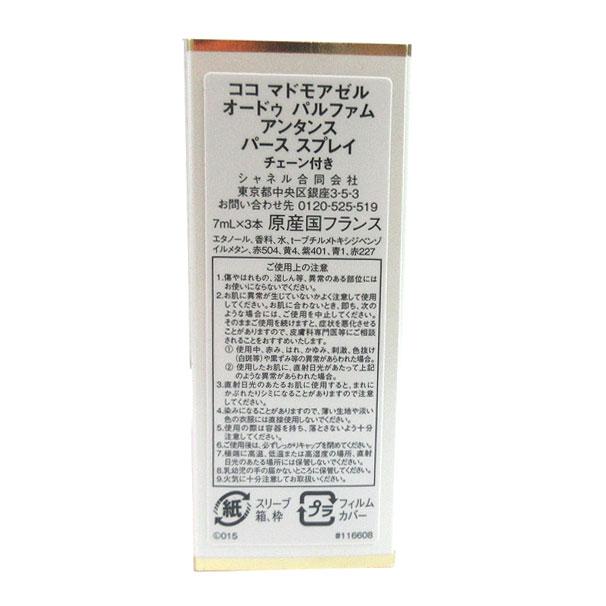 ココ マドモアゼル
オードゥ パルファム
アンタンス
パース スプレイ
チェーン付き
シャネル合同会社
東京都中央区銀座3-5-3
お問い合わせ先 0120-525-519
7mL×3本 原産国フランス
エタノール、香料、水、t-ブチルメトキシジベンゾ
イルメタン、赤504、黄4、紫401、青1、赤227
ご使用上の注意
1.傷やはれもの、湿しん等、異常のある部位には
お使いにならないでください。
2.お肌に異常が生じていないかよく注意して使用
してください。お肌に合わないとき、即ち、次の
ような場合には、ご使用を中止してください。
そのままご使用を続けますと、症状を悪化させる
ことがありますので、皮膚科専門医等にご相談
されることをおすすめいたします。
① 使用中、赤み、はれ、かゆみ、刺激、色抜け
(白斑等)や黒ずみ等の異常があらわれた場合。
② 使用したお肌に、直射日光があたって上記
のような異常があらわれた場合。
3.直射日光のあたるお肌に使用すると、まれに
かぶれたりシミになることがありますので注意
してください。
4.染みになることがありますので、薄い生地や淡い
色の衣服には直接使用しないでください。
5.使用の際は容器を持ち、落とさないよう十分
注意してください。
6.ご使用後は、必ずしっかりキャップを閉めてください。
7.極端に高温、低温または高湿度の場所、直射
日光のあたる場所には保管しないでください。
8.乳幼児の手の届かないところに保管してください。
9.火気に十分注意してお取扱いください。
紙 スリーブ 箱、枠 プラ フィルム カバー
©015 #116608